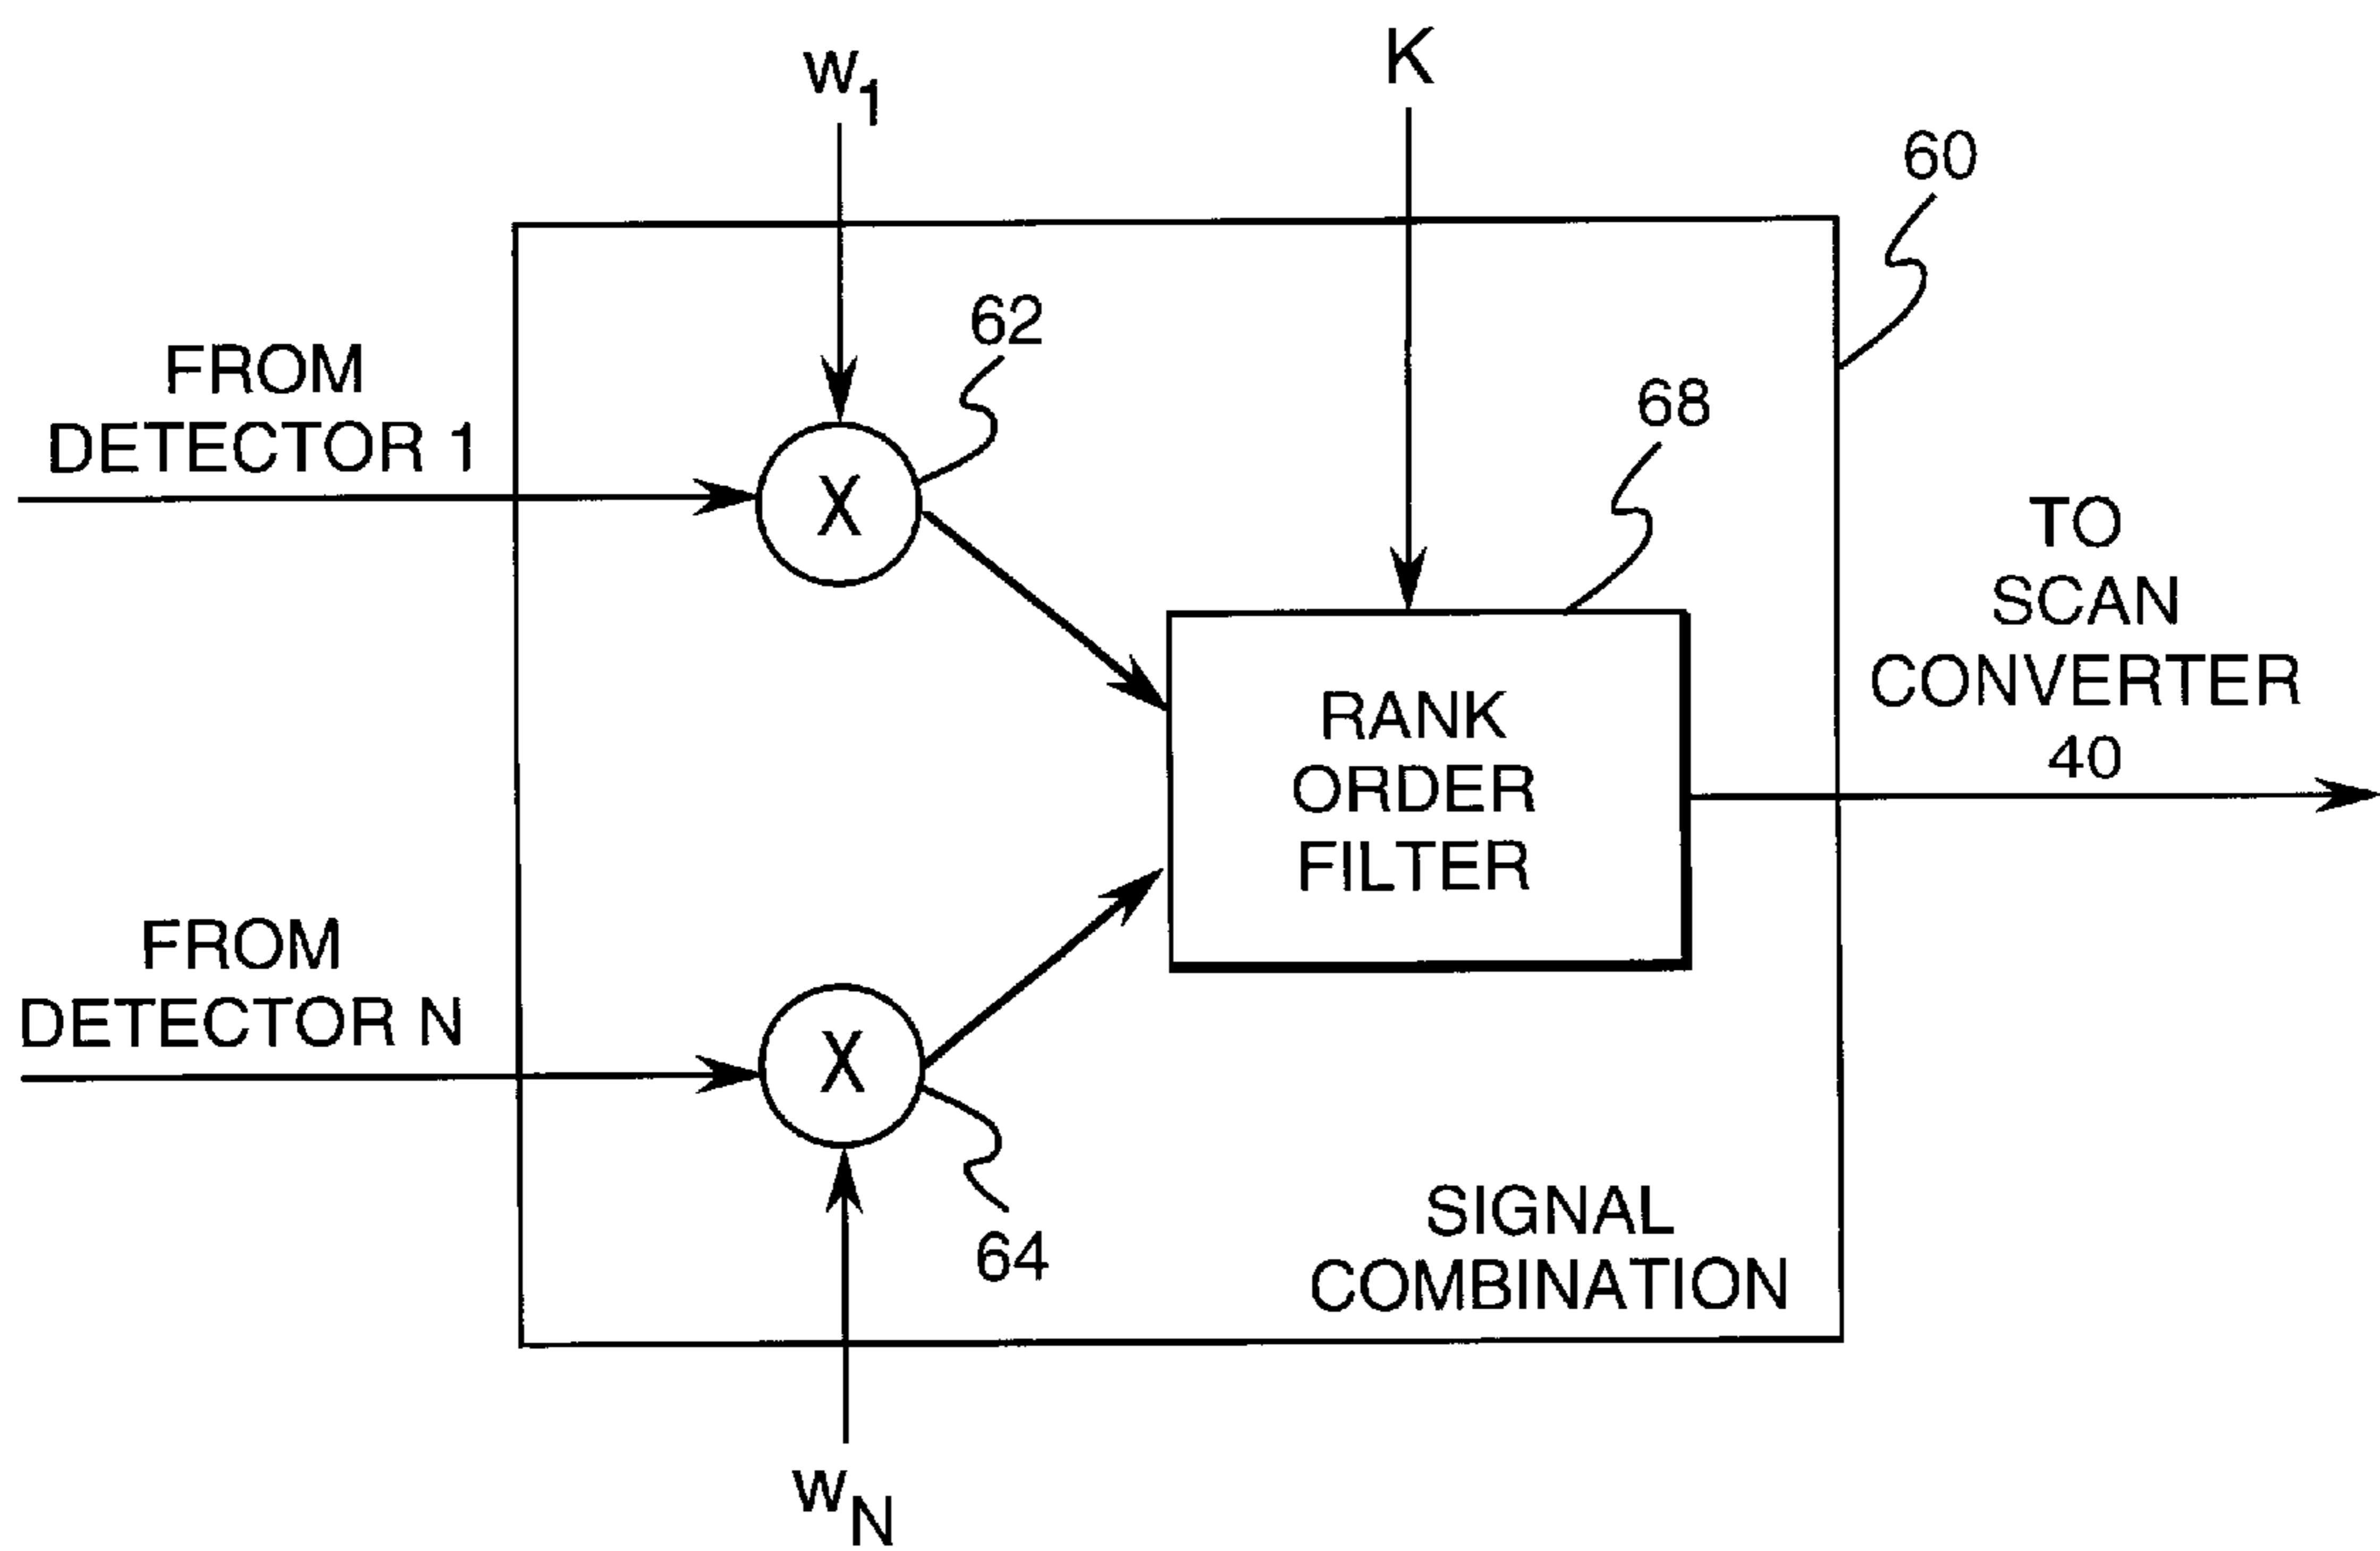 w1
K
60
62
FROM
DETECTOR 1
X
68
TO
SCAN
CONVERTER
40
RANK
ORDER
FILTER
FROM
DETECTOR N
X
64
SIGNAL
COMBINATION
wN